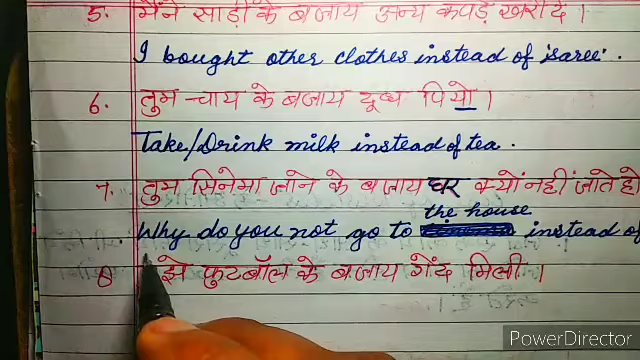 5. मैंने साड़ी के बजाय अन्य कपड़े खरीदे।
I bought other clothes instead of saree.
6. तुम चाय के बजाय दूध पियो।
Take/Drink milk instead of tea.
7. तुम सिनेमा जाने के बजाय घर क्यों नहीं जाते हो
the house
Why do you not go to instead of
8 झे फुटबॉल के बजाय गेंद मिली।
PowerDirector